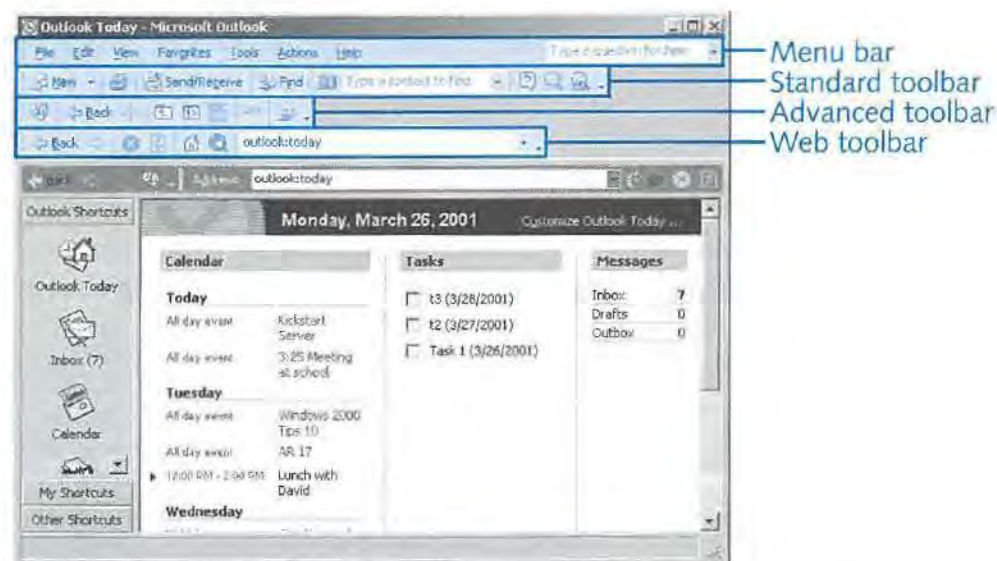 Outlook Today - Microsoft Outlook
File Edit View Favorites Tools Actions Help Type a question for help
Menu bar
New Send/Receive Find Type a contact to find
Standard toolbar
Back
Advanced toolbar
Back outlook:today
Web toolbar
Back Address outlook:today
Outlook Shortcuts
Outlook Today
Inbox (7)
Calendar
My Shortcuts
Other Shortcuts
Monday, March 26, 2001 Customize Outlook Today ...
Calendar
Today
All day event Kickstart Server
All day event 3:25 Meeting at school
Tuesday
All day event Windows 2000 Tips 10
All day event AR 17
12:00 PM - 2:00 PM Lunch with David
Wednesday
Tasks
t3 (3/28/2001)
t2 (3/27/2001)
Task 1 (3/26/2001)
Messages
Inbox 7
Drafts 0
Outbox 0